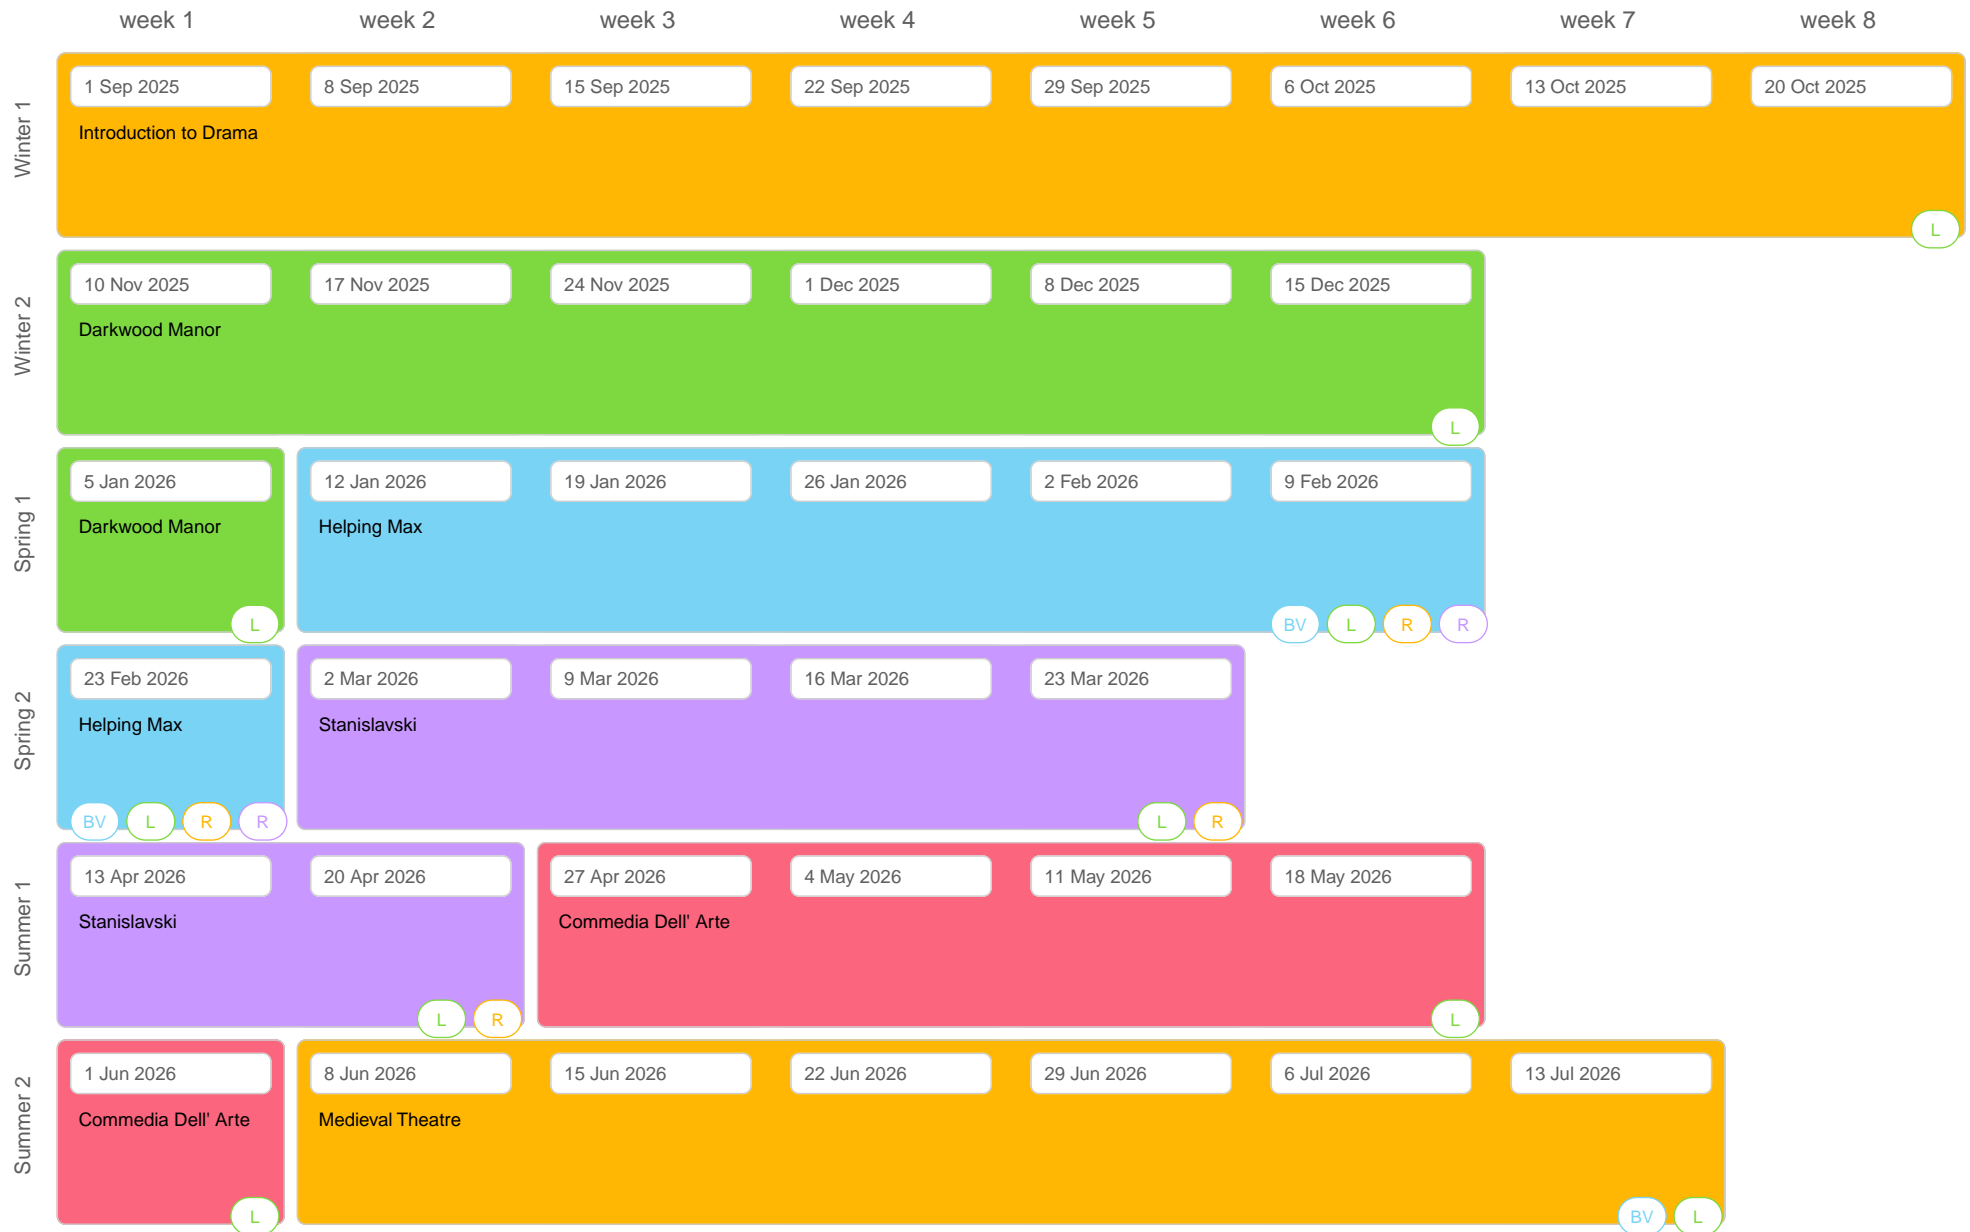 week 1 week 2 week 3 week 4 week 5 week 6 week 7 week 8
Winter 1
1 Sep 2025 8 Sep 2025 15 Sep 2025 22 Sep 2025 29 Sep 2025 6 Oct 2025 13 Oct 2025 20 Oct 2025
Introduction to Drama
L
Winter 2
10 Nov 2025 17 Nov 2025 24 Nov 2025 1 Dec 2025 8 Dec 2025 15 Dec 2025
Darkwood Manor
L
Spring 1
5 Jan 2026 12 Jan 2026 19 Jan 2026 26 Jan 2026 2 Feb 2026 9 Feb 2026
Darkwood Manor Helping Max
L BV L R R
Spring 2
23 Feb 2026 2 Mar 2026 9 Mar 2026 16 Mar 2026 23 Mar 2026
Helping Max Stanislavski
BV L R R L R
Summer 1
13 Apr 2026 20 Apr 2026 27 Apr 2026 4 May 2026 11 May 2026 18 May 2026
Stanislavski Commedia Dell' Arte
L R L
Summer 2
1 Jun 2026 8 Jun 2026 15 Jun 2026 22 Jun 2026 29 Jun 2026 6 Jul 2026 13 Jul 2026
Commedia Dell' Arte Medieval Theatre
L BV L